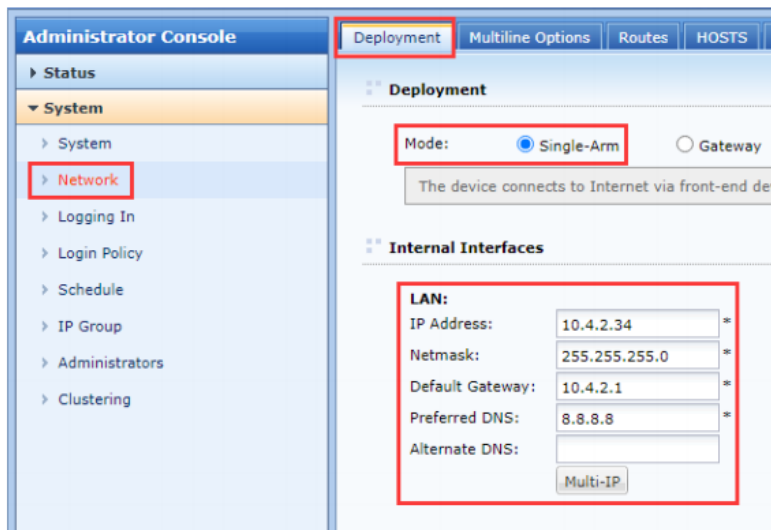 Administrator Console
Status
System
System
Network
Logging In
Login Policy
Schedule
IP Group
Administrators
Clustering
Deployment
Multiline Options
Routes
HOSTS
Deployment
Mode:
Single-Arm
Gateway
The device connects to Internet via front-end de
Internal Interfaces
LAN:
IP Address: 10.4.2.34 *
Netmask: 255.255.255.0 *
Default Gateway: 10.4.2.1 *
Preferred DNS: 8.8.8.8 *
Alternate DNS:
Multi-IP